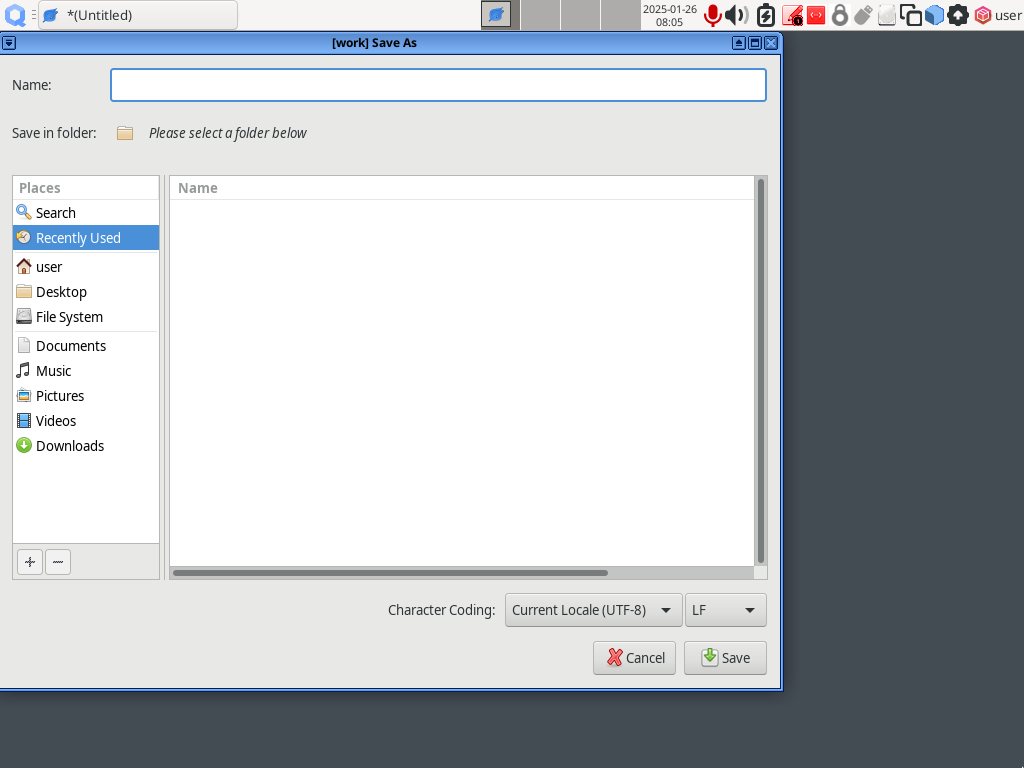 *(Untitled)
2025-01-26
08:05
user
[work] Save As
Name:
Save in folder:
Please select a folder below
Places
Name
Search
Recently Used
user
Desktop
File System
Documents
Music
Pictures
Videos
Downloads
Character Coding:
Current Locale (UTF-8)
LF
Cancel
Save